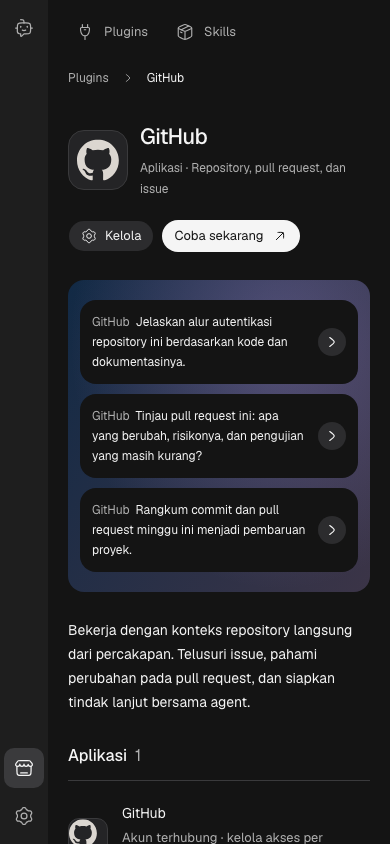 Plugins Skills
Plugins GitHub
GitHub
Aplikasi · Repository, pull request, dan
issue
Kelola Coba sekarang
GitHub Jelaskan alur autentikasi
repository ini berdasarkan kode dan
dokumentasinya.
GitHub Tinjau pull request ini: apa
yang berubah, risikonya, dan pengujian
yang masih kurang?
GitHub Rangkum commit dan pull
request minggu ini menjadi pembaruan
proyek.
Bekerja dengan konteks repository langsung
dari percakapan. Telusuri issue, pahami
perubahan pada pull request, dan siapkan
tindak lanjut bersama agent.
Aplikasi 1
GitHub
Akun terhubung · kelola akses per